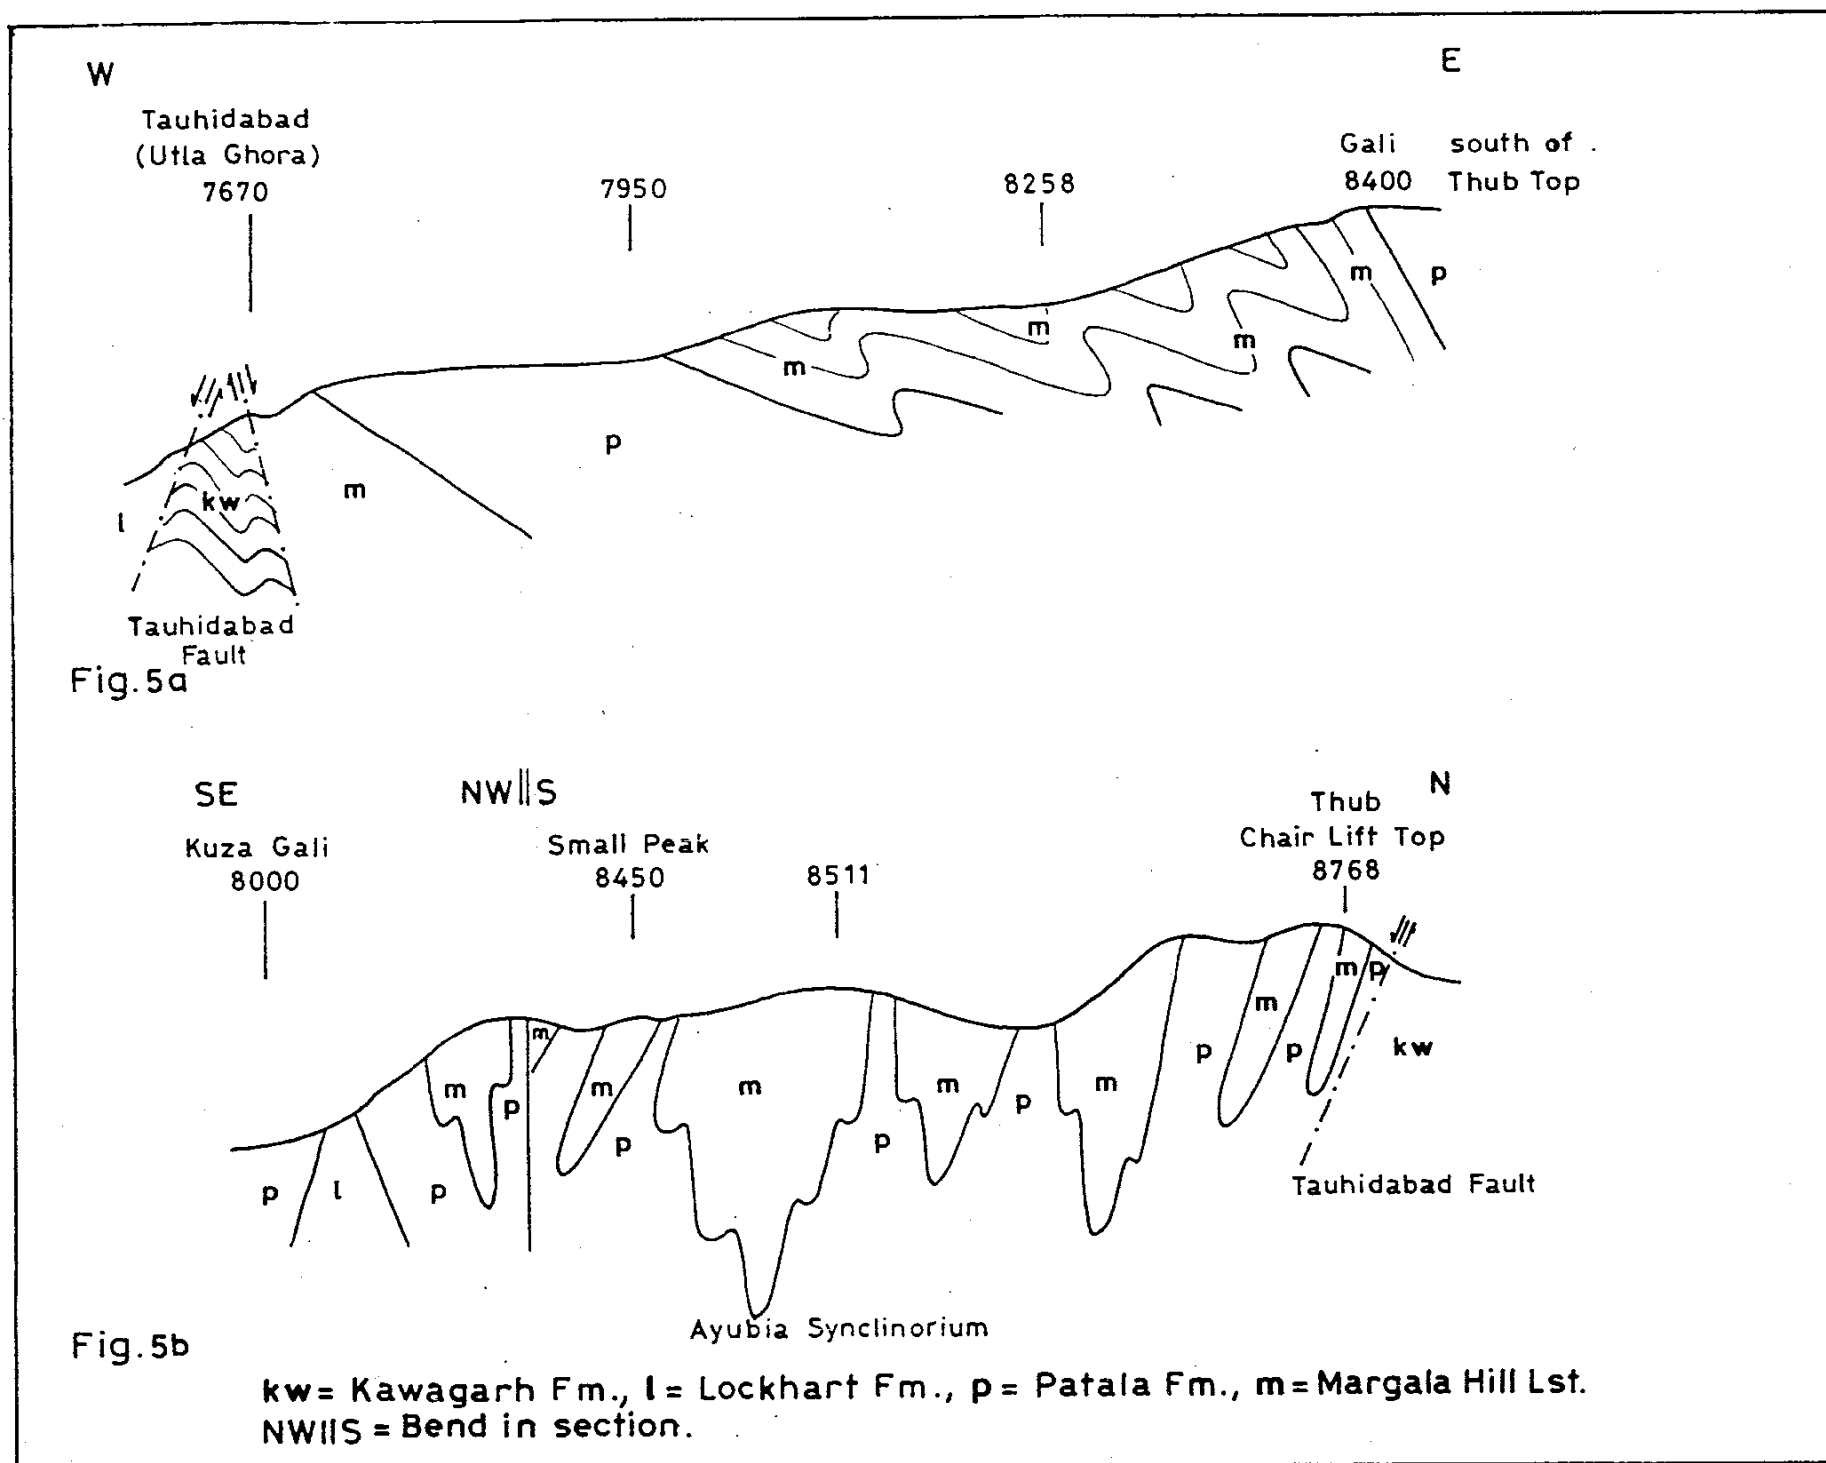 W E
Tauhidabad
(Utla Ghora)
7670
7950
8258
Gali south of
8400 Thub Top
m p
m
m
m
p
kw
m
l
Tauhidabad
Fault
Fig.5a
SE NW||S N
Kuza Gali
8000
Small Peak
8450
8511
Thub
Chair Lift Top
8768
m
m p
m
kw
p p
m m m m m
p
p
p
p
p l p
Tauhidabad Fault
Ayubia Synclinorium
Fig.5b
kw= Kawagarh Fm., l= Lockhart Fm., p= Patala Fm., m=Margala Hill Lst.
NW||S = Bend in section.